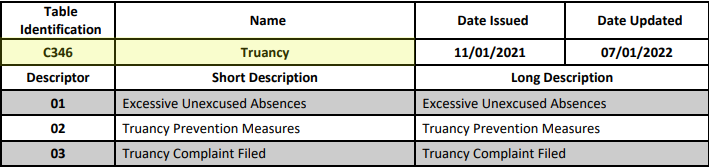 Table Identification Name Date Issued Date Updated
C346 Truancy 11/01/2021 07/01/2022
Descriptor Short Description Long Description
01 Excessive Unexcused Absences Excessive Unexcused Absences
02 Truancy Prevention Measures Truancy Prevention Measures
03 Truancy Complaint Filed Truancy Complaint Filed